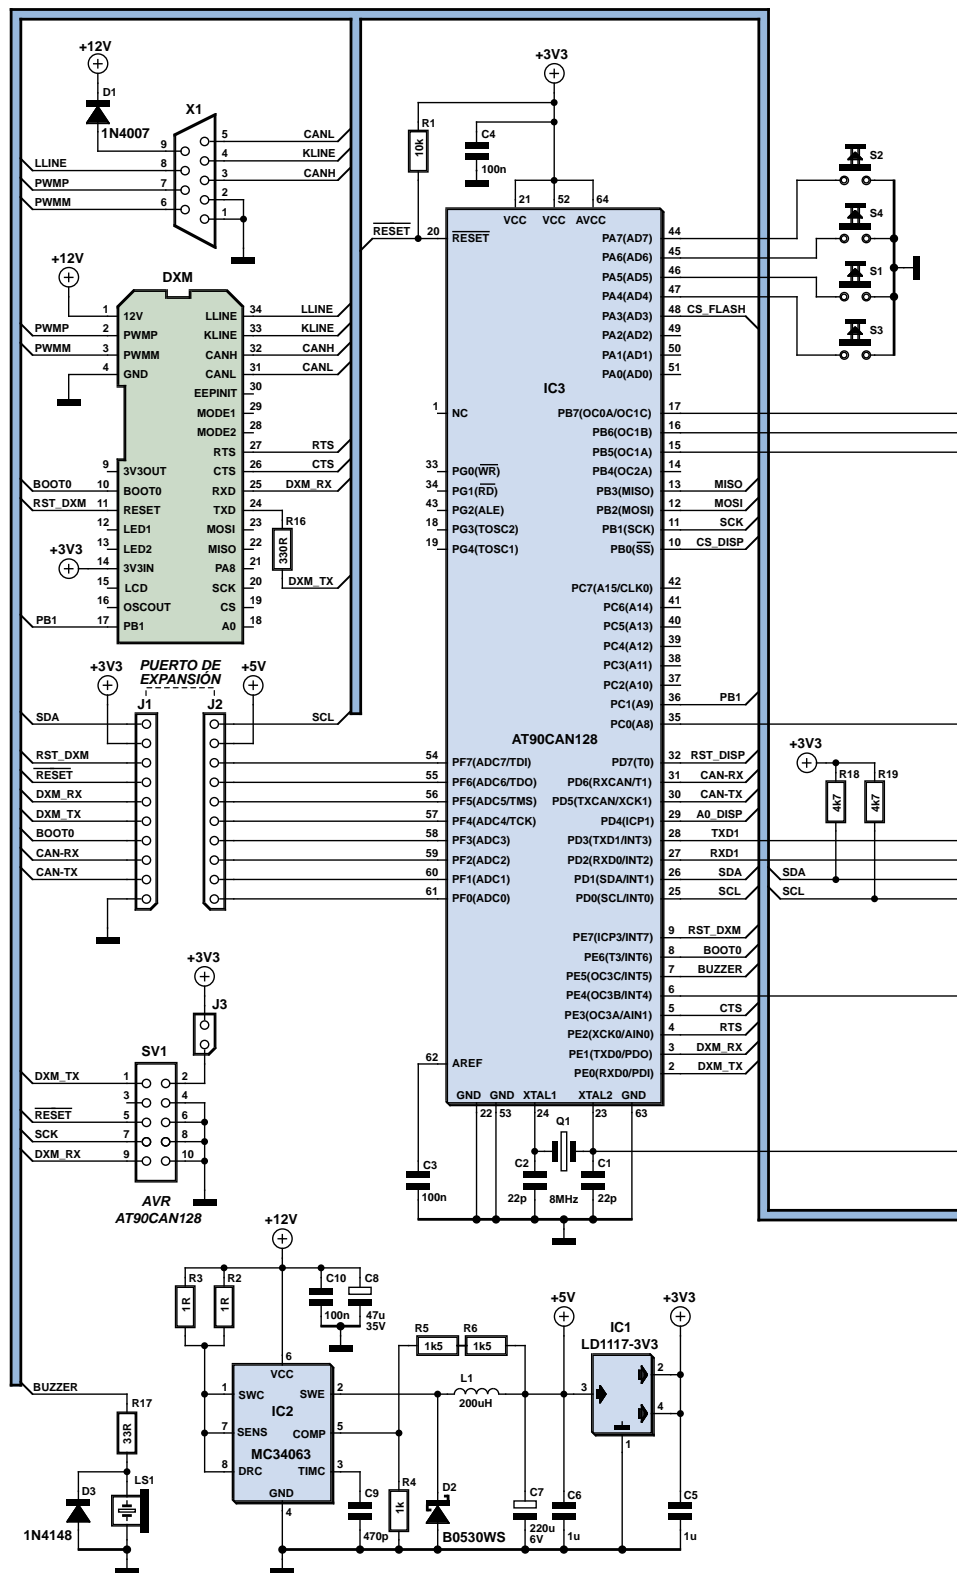 +12V
D1
1N4007
X1
9
8
7
6
5
4
3
2
1
LLINE
PWMP
PWMM
CANL
KLINE
CANH
+3V3
R1
10k
C4
100n
RESET
+12V
DXM
1 12V
2 PWMP
3 PWMM
4 GND
9 3V3OUT
10 BOOT0
11 RESET
12 LED1
13 LED2
14 3V3IN
15 LCD
16 OSCOUT
17 PB1
LLINE 34
KLINE 33
CANH 32
CANL 31
EEPINIT 30
MODE1 29
MODE2 28
RTS 27
CTS 26
RXD 25
TXD 24
MOSI 23
MISO 22
PA8 21
SCK 20
CS 19
A0 18
PWMP
PWMM
BOOT0
RST_DXM
+3V3
PB1
LLINE
KLINE
CANH
CANL
RTS
CTS
DXM_RX
R16
330R
DXM_TX
21 52 64
VCC VCC AVCC
20 RESET
1 NC
33 PG0(WR)
34 PG1(RD)
43 PG2(ALE)
18 PG3(TOSC2)
19 PG4(TOSC1)
54 PF7(ADC7/TDI)
55 PF6(ADC6/TDO)
56 PF5(ADC5/TMS)
57 PF4(ADC4/TCK)
58 PF3(ADC3)
59 PF2(ADC2)
60 PF1(ADC1)
61 PF0(ADC0)
62 AREF
IC3
AT90CAN128
PA7(AD7) 44
PA6(AD6) 45
PA5(AD5) 46
PA4(AD4) 47
PA3(AD3) 48 CS_FLASH
PA2(AD2) 49
PA1(AD1) 50
PA0(AD0) 51
PB7(OC0A/OC1C) 17
PB6(OC1B) 16
PB5(OC1A) 15
PB4(OC2A) 14
PB3(MISO) 13 MISO
PB2(MOSI) 12 MOSI
PB1(SCK) 11 SCK
PB0(SS) 10 CS_DISP
PC7(A15/CLK0) 42
PC6(A14) 41
PC5(A13) 40
PC4(A12) 39
PC3(A11) 38
PC2(A10) 37
PC1(A9) 36 PB1
PC0(A8) 35
PD7(T0) 32 RST_DISP
PD6(RXCAN/T1) 31 CAN-RX
PD5(TXCAN/XCK1) 30 CAN-TX
PD4(ICP1) 29 A0_DISP
PD3(TXD1/INT3) 28 TXD1
PD2(RXD0/INT2) 27 RXD1
PD1(SDA/INT1) 26 SDA
PD0(SCL/INT0) 25 SCL
PE7(ICP3/INT7) 9 RST_DXM
PE6(T3/INT6) 8 BOOT0
PE5(OC3C/INT5) 7 BUZZER
PE4(OC3B/INT4) 6
PE3(OC3A/AIN1) 5 CTS
PE2(XCK0/AIN0) 4 RTS
PE1(TXD0/PDO) 3 DXM_RX
PE0(RXD0/PDI) 2 DXM_TX
GND GND XTAL1 XTAL2 GND
22 53 24 23 63
S2
S4
S1
S3
+3V3
R18
4k7
R19
4k7
SDA
SCL
+3V3
PUERTO DE
EXPANSIÓN
+5V
J1
J2
SDA
SCL
RST_DXM
RESET
DXM_RX
DXM_TX
BOOT0
CAN-RX
CAN-TX
+3V3
J3
SV1
DXM_TX 1 2
3 4
RESET 5 6
SCK 7 8
DXM_RX 9 10
AVR
AT90CAN128
C3
100n
C2
22p
Q1
8MHz
C1
22p
+12V
R3
1R
R2
1R
C10
100n
C8
47u
35V
6
VCC
1 SWC
7 SENS
8 DRC
SWE 2
COMP 5
TIMC 3
IC2
MC34063
GND
4
R5
1k5
R6
1k5
L1
200uH
C9
470p
R4
1k
D2
B0530WS
C7
220u
6V
+5V
C6
1u
IC1
LD1117-3V3
3
2
4
1
+3V3
C5
1u
BUZZER
R17
33R
D3
1N4148
LS1